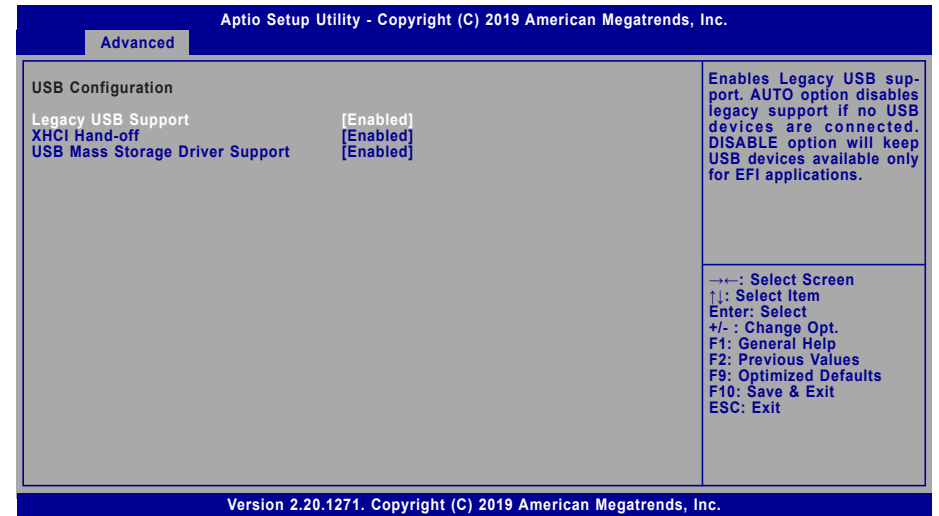 Aptio Setup Utility - Copyright (C) 2019 American Megatrends, Inc.
Advanced
USB Configuration
Legacy USB Support [Enabled]
XHCI Hand-off [Enabled]
USB Mass Storage Driver Support [Enabled]
Enables Legacy USB sup-
port. AUTO option disables
legacy support if no USB
devices are connected.
DISABLE option will keep
USB devices available only
for EFI applications.
→←: Select Screen
↑↓: Select Item
Enter: Select
+/- : Change Opt.
F1: General Help
F2: Previous Values
F9: Optimized Defaults
F10: Save & Exit
ESC: Exit
Version 2.20.1271. Copyright (C) 2019 American Megatrends, Inc.